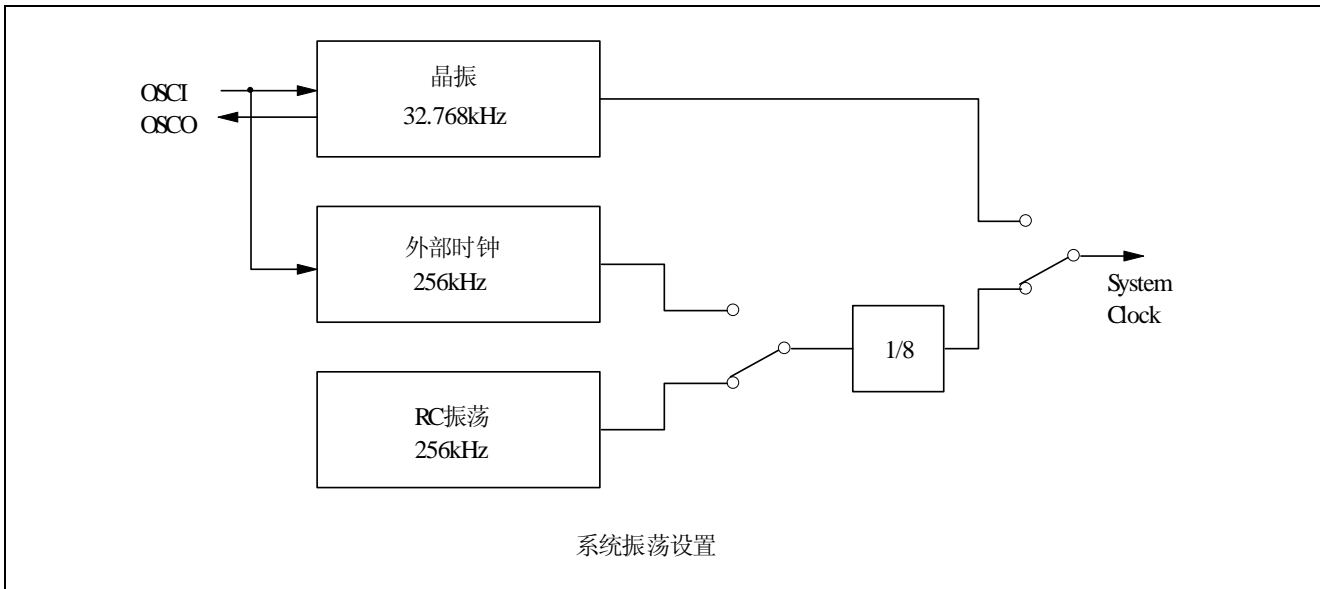 OSCI
OSCO
晶振
32.768kHz
外部时钟
256kHz
System
Clock
1/8
RC振荡
256kHz
系统振荡设置